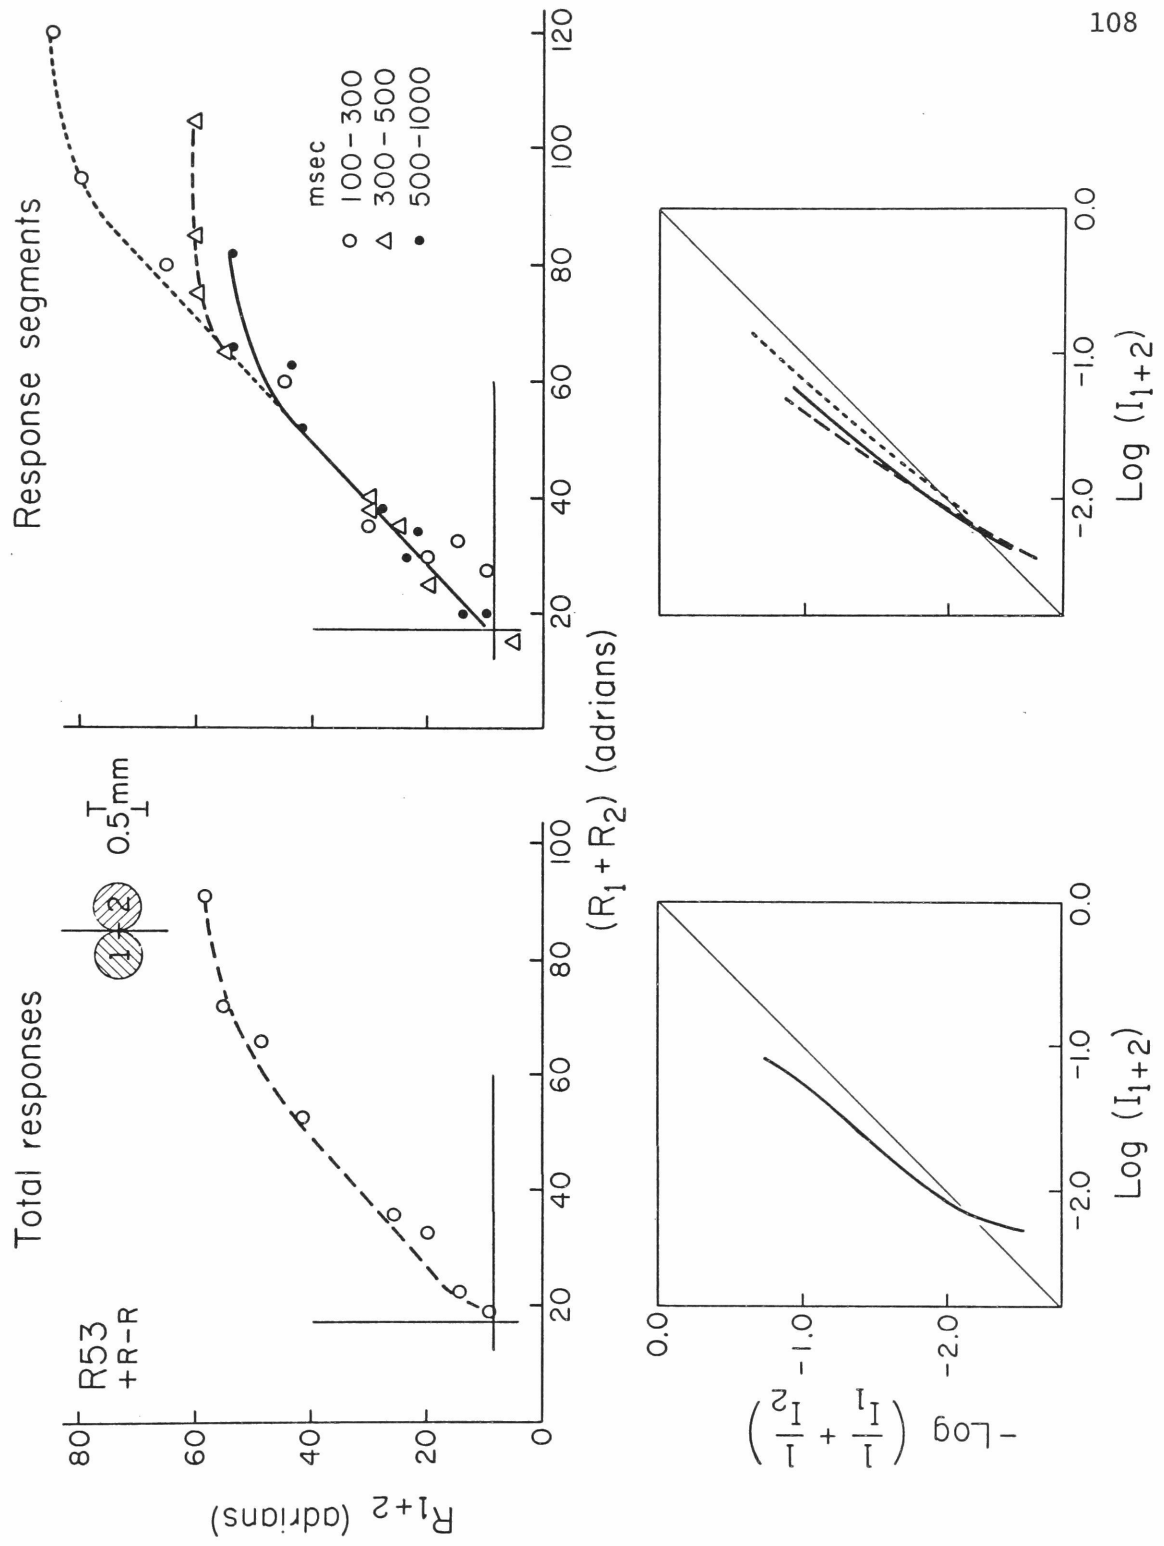 108
Total responses
Response segments
R53
+R-R
1 2
0.5 mm
msec
○ 100-300
△ 300-500
• 500-1000
R1+2 (adrians)
80
60
40
20
0
20 40 60 80 100
20 40 60 80 100 120
(R1 + R2) (adrians)
-Log (1/I1 + 1/I2)
0.0
-1.0
-2.0
-2.0 -1.0 0.0
Log (I1+2)
-2.0 -1.0 0.0
Log (I1+2)